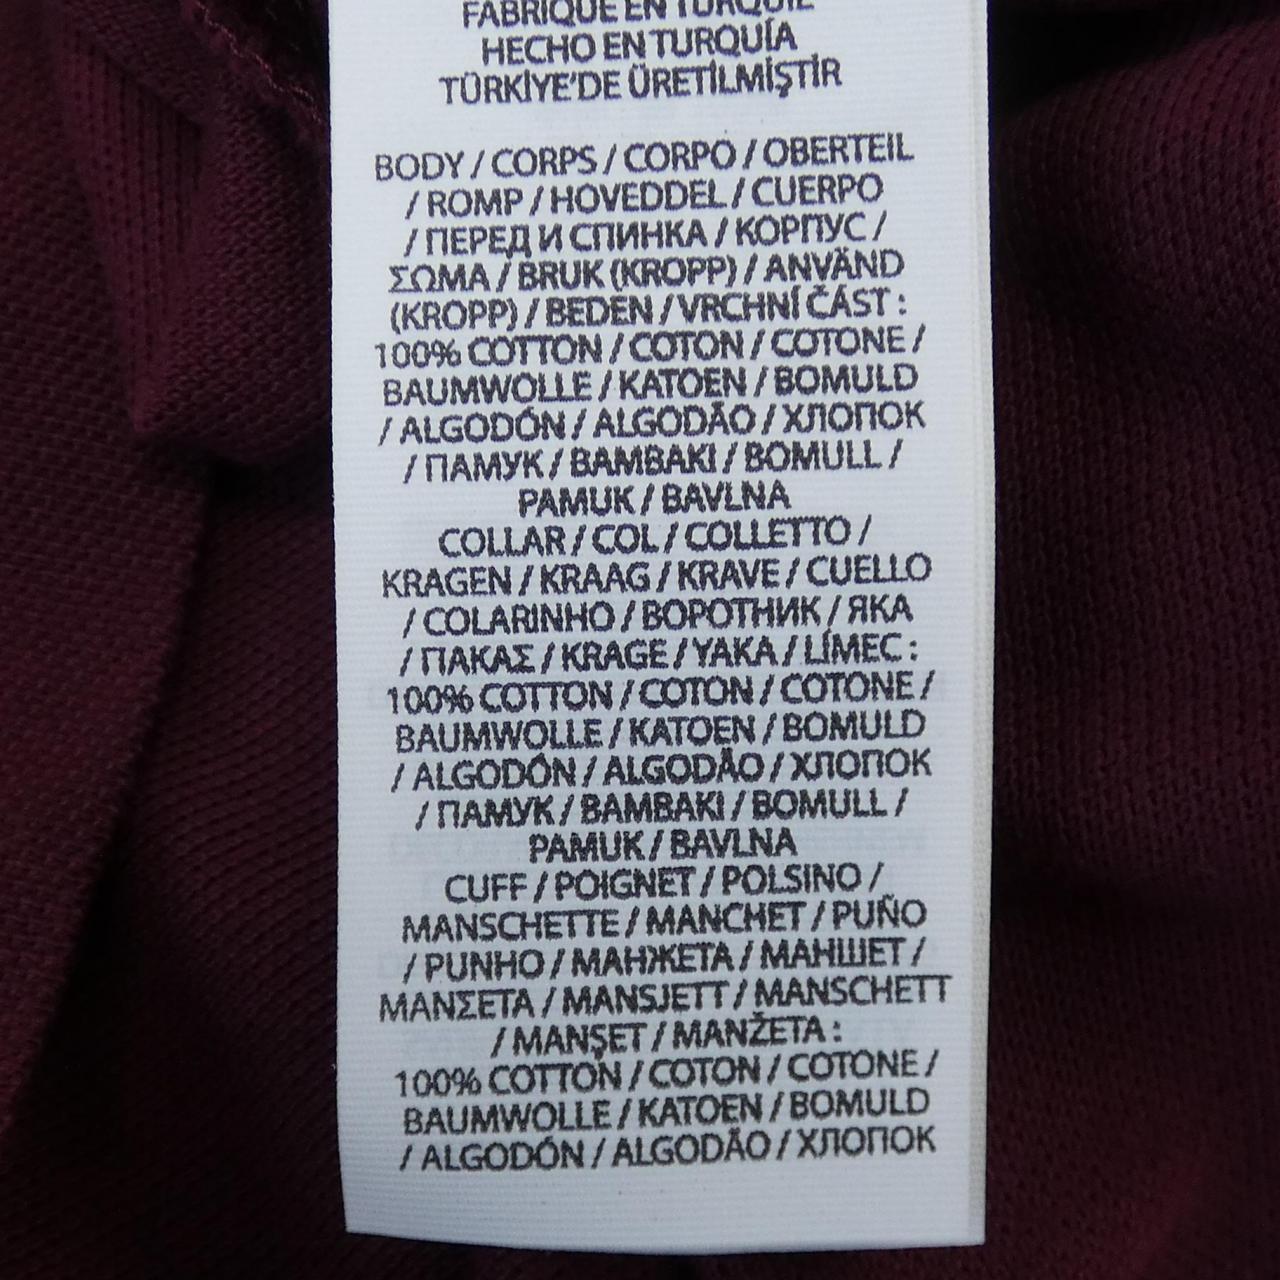 FABRIQUÉ EN TURQUIE
HECHO EN TURQUÍA
TÜRKİYE'DE ÜRETİLMİŞTİR
BODY / CORPS / CORPO / OBERTEIL
/ ROMP / HOVEDDEL / CUERPO
/ ПЕРЕД И СПИНКА / КОРПУС /
ΣΩΜΑ / BRUK (KROPP) / ANVÄND
(KROPP) / BEDEN / VRCHNÍ ČÁST :
100% COTTON / COTON / COTONE /
BAUMWOLLE / KATOEN / BOMULD
/ ALGODÓN / ALGODÃO / ХЛОПОК
/ ПАМУК / ΒΑΜΒΑΚΙ / BOMULL /
PAMUK / BAVLNA
COLLAR / COL / COLLETTO /
KRAGEN / KRAAG / KRAVE / CUELLO
/ COLARINHO / ВОРОТНИК / ЯКА
/ ΠΑΚΑΣ / KRAGE / YAKA / LÍMEC :
100% COTTON / COTON / COTONE /
BAUMWOLLE / KATOEN / BOMULD
/ ALGODÓN / ALGODÃO / ХЛОПОК
/ ПАМУК / ΒΑΜΒΑΚΙ / BOMULL /
PAMUK / BAVLNA
CUFF / POIGNET / POLSINO /
MANSCHETTE / MANCHET / PUÑO
/ PUNHO / МАНЖЕТА / МАНШЕТ /
ΜΑΝΣΕΤΑ / MANSJETT / MANSCHETT
/ MANŞET / MANŽETA :
100% COTTON / COTON / COTONE /
BAUMWOLLE / KATOEN / BOMULD
/ ALGODÓN / ALGODÃO / ХЛОПОК